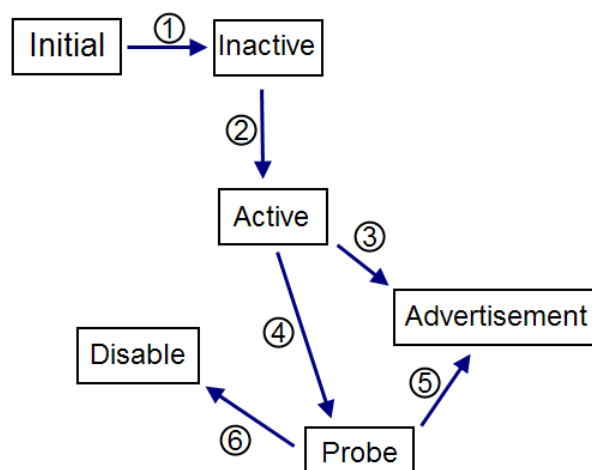 Initial
①
Inactive
②
Active
③
Advertisement
④
Disable
⑤
⑥
Probe